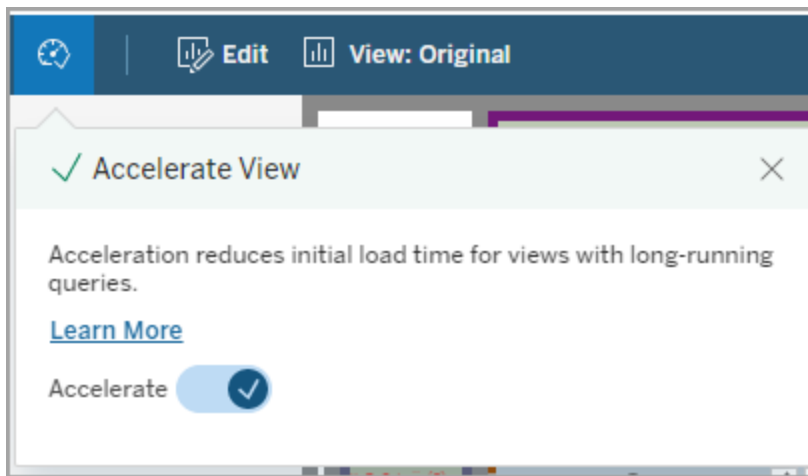 Edit View: Original
Accelerate View
Acceleration reduces initial load time for views with long-running
queries.
Learn More
Accelerate